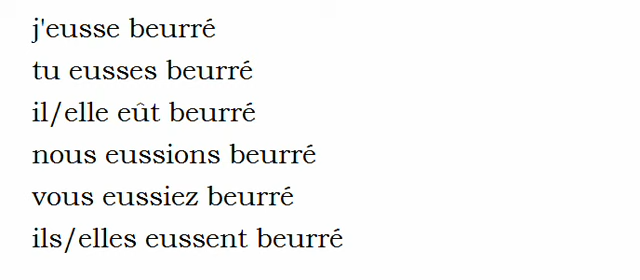 j'eusse beurré
tu eusses beurré
il/elle eût beurré
nous eussions beurré
vous eussiez beurré
ils/elles eussent beurré